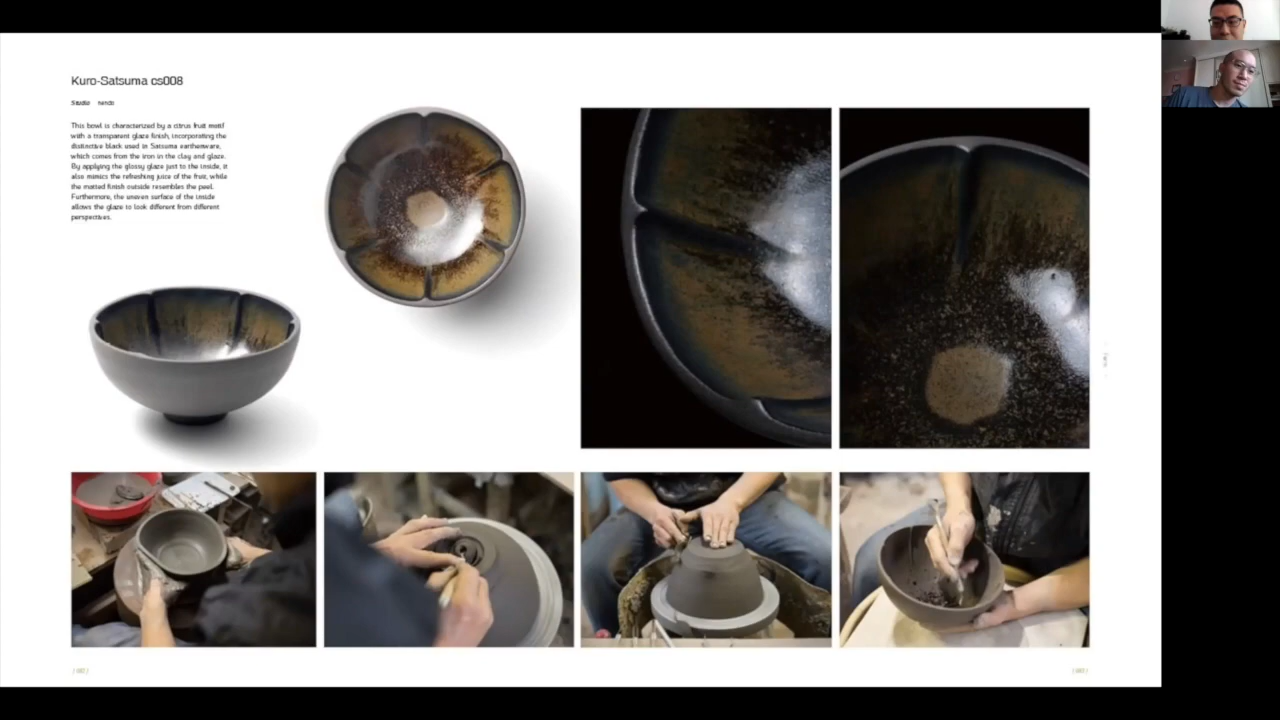 Kuro-Satsuma cs008
Studio nendo
This bowl is characterized by a citrus fruit motif
with a transparent glaze finish, incorporating the
distinctive black used in Satsuma earthenware,
which comes from the iron in the clay and glaze.
By applying the glossy glaze just to the inside, it
also mimics the refreshing juice of the fruit, while
the matted finish outside resembles the peel.
Furthermore, the uneven surface of the inside
allows the glaze to look different from different
perspectives.